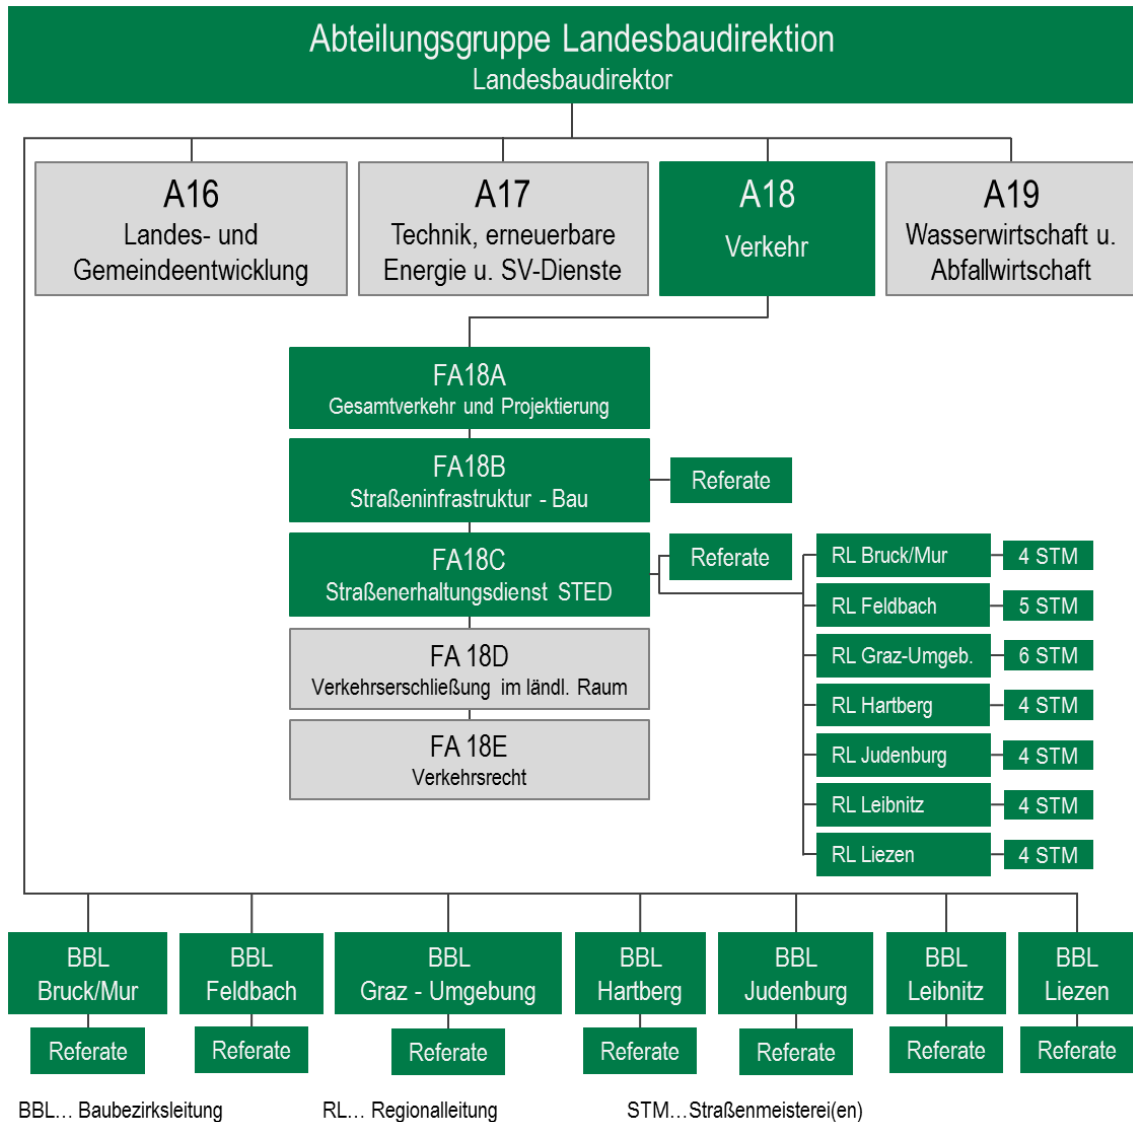 Abteilungsgruppe Landesbaudirektion
Landesbaudirektor
A16
Landes- und
Gemeindeentwicklung
A17
Technik, erneuerbare
Energie u. SV-Dienste
A18
Verkehr
A19
Wasserwirtschaft u.
Abfallwirtschaft
FA18A
Gesamtverkehr und Projektierung
FA18B
Straßeninfrastruktur - Bau
Referate
FA18C
Straßenerhaltungsdienst STED
Referate
RL Bruck/Mur
4 STM
RL Feldbach
5 STM
RL Graz-Umgeb.
6 STM
RL Hartberg
4 STM
RL Judenburg
4 STM
RL Leibnitz
4 STM
RL Liezen
4 STM
FA 18D
Verkehrserschließung im ländl. Raum
FA 18E
Verkehrsrecht
BBL
Bruck/Mur
Referate
BBL
Feldbach
Referate
BBL
Graz - Umgebung
Referate
BBL
Hartberg
Referate
BBL
Judenburg
Referate
BBL
Leibnitz
Referate
BBL
Liezen
Referate
BBL... Baubezirksleitung
RL... Regionalleitung
STM...Straßenmeisterei(en)